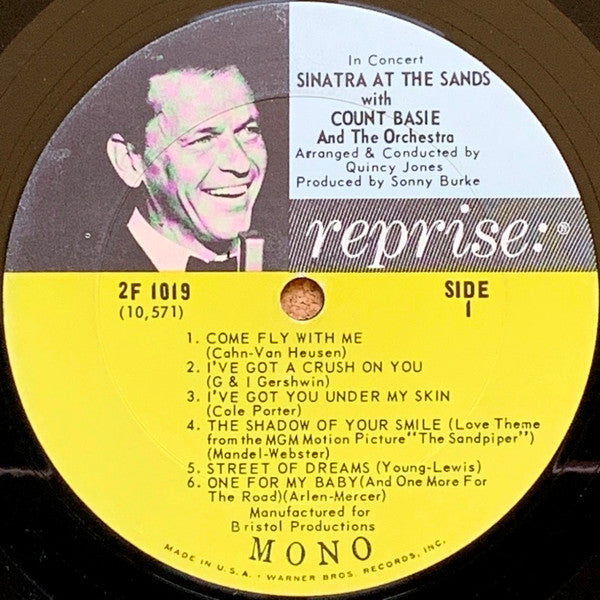 In Concert
SINATRA AT THE SANDS
with
COUNT BASIE
And The Orchestra
Arranged & Conducted by
Quincy Jones
Produced by Sonny Burke
reprise:®
2F 1019
(10,571)
SIDE
1
1. COME FLY WITH ME
(Cahn-Van Heusen)
2. I'VE GOT A CRUSH ON YOU
(G & I Gershwin)
3. I'VE GOT YOU UNDER MY SKIN
(Cole Porter)
4. THE SHADOW OF YOUR SMILE (Love Theme
from the MGM Motion Picture "The Sandpiper")
(Mandel-Webster)
5. STREET OF DREAMS (Young-Lewis)
6. ONE FOR MY BABY(And One More For
The Road)(Arlen-Mercer)
Manufactured for
Bristol Productions
MONO
MADE IN U.S.A. • WARNER BROS. RECORDS, INC.